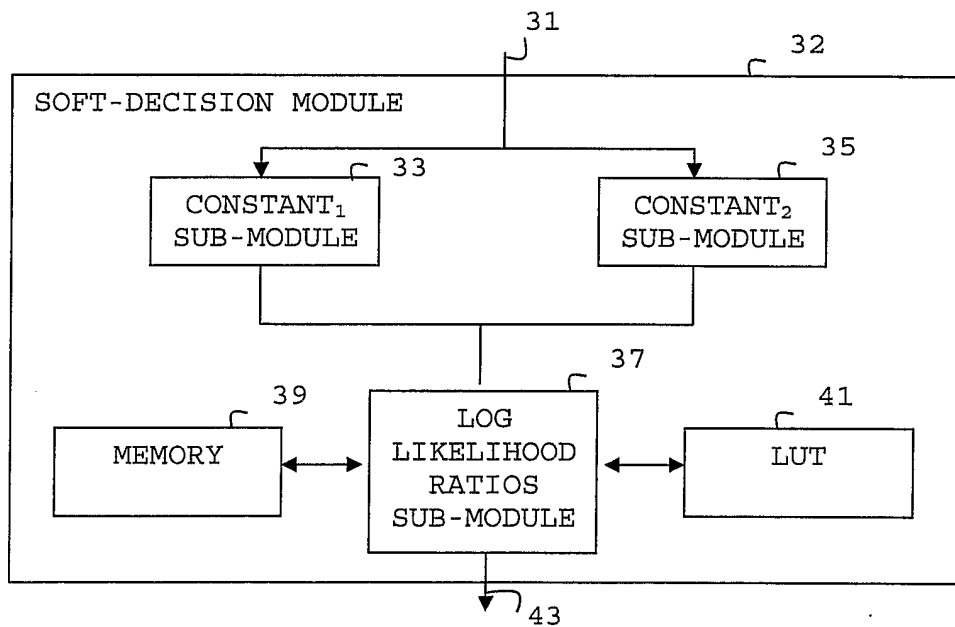 31
32
SOFT-DECISION MODULE
33
35
CONSTANT₁
SUB-MODULE
CONSTANT₂
SUB-MODULE
37
39
41
MEMORY
LOG
LIKELIHOOD
RATIOS
SUB-MODULE
LUT
43